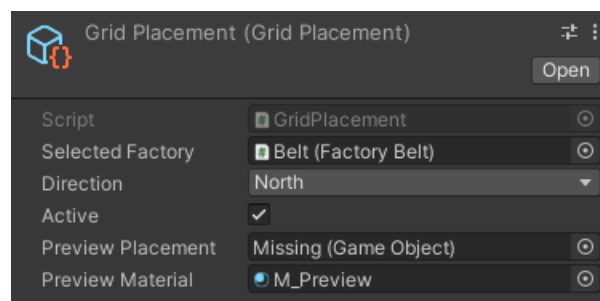 Grid Placement (Grid Placement)
Open
Script GridPlacement
Selected Factory Belt (Factory Belt)
Direction North
Active
Preview Placement Missing (Game Object)
Preview Material M_Preview